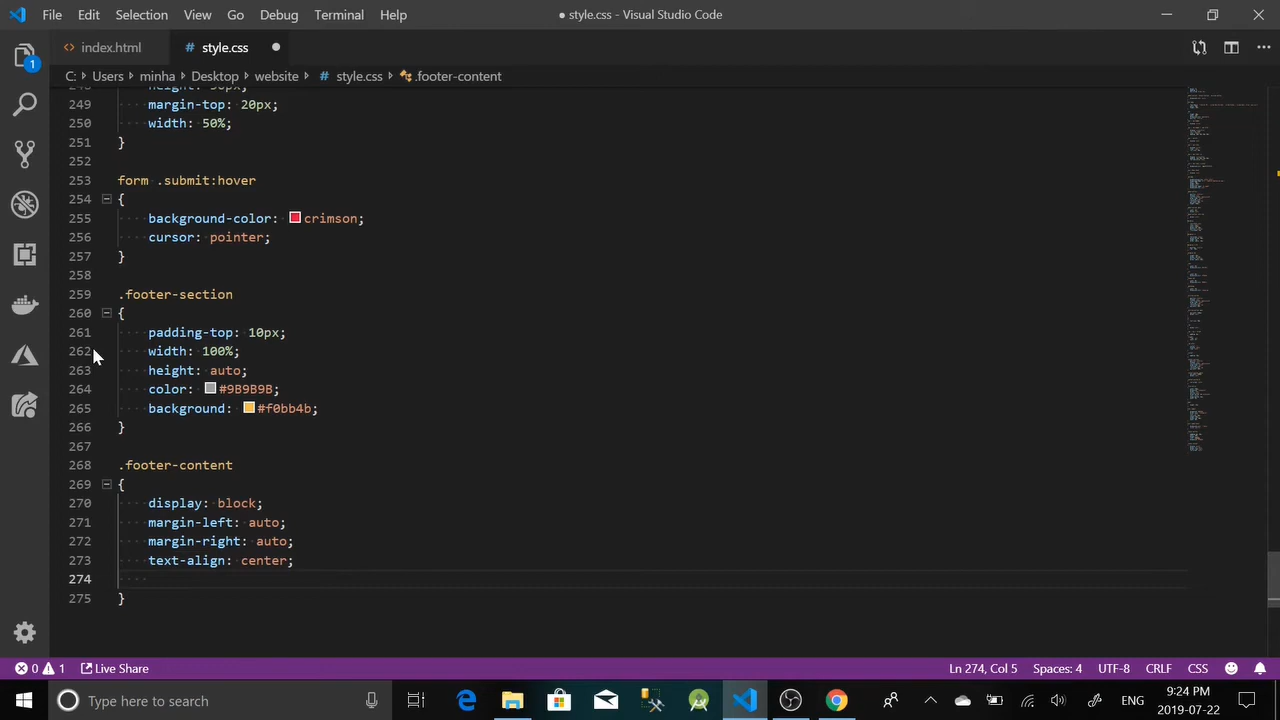 File Edit Selection View Go Debug Terminal Help
● style.css - Visual Studio Code
<> index.html
# style.css ●
C: > Users > minha > Desktop > website > # style.css > .footer-content
249 margin-top: 20px;
250 width: 50%;
251 }
252
253 form .submit:hover
254 {
255 background-color: crimson;
256 cursor: pointer;
257 }
258
259 .footer-section
260 {
261 padding-top: 10px;
262 width: 100%;
263 height: auto;
264 color: #9B9B9B;
265 background: #f0bb4b;
266 }
267
268 .footer-content
269 {
270 display: block;
271 margin-left: auto;
272 margin-right: auto;
273 text-align: center;
274
275 }
1
0 1 Live Share
Ln 274, Col 5 Spaces: 4 UTF-8 CRLF CSS
Type here to search
ENG
3:24 PM
2019-07-22